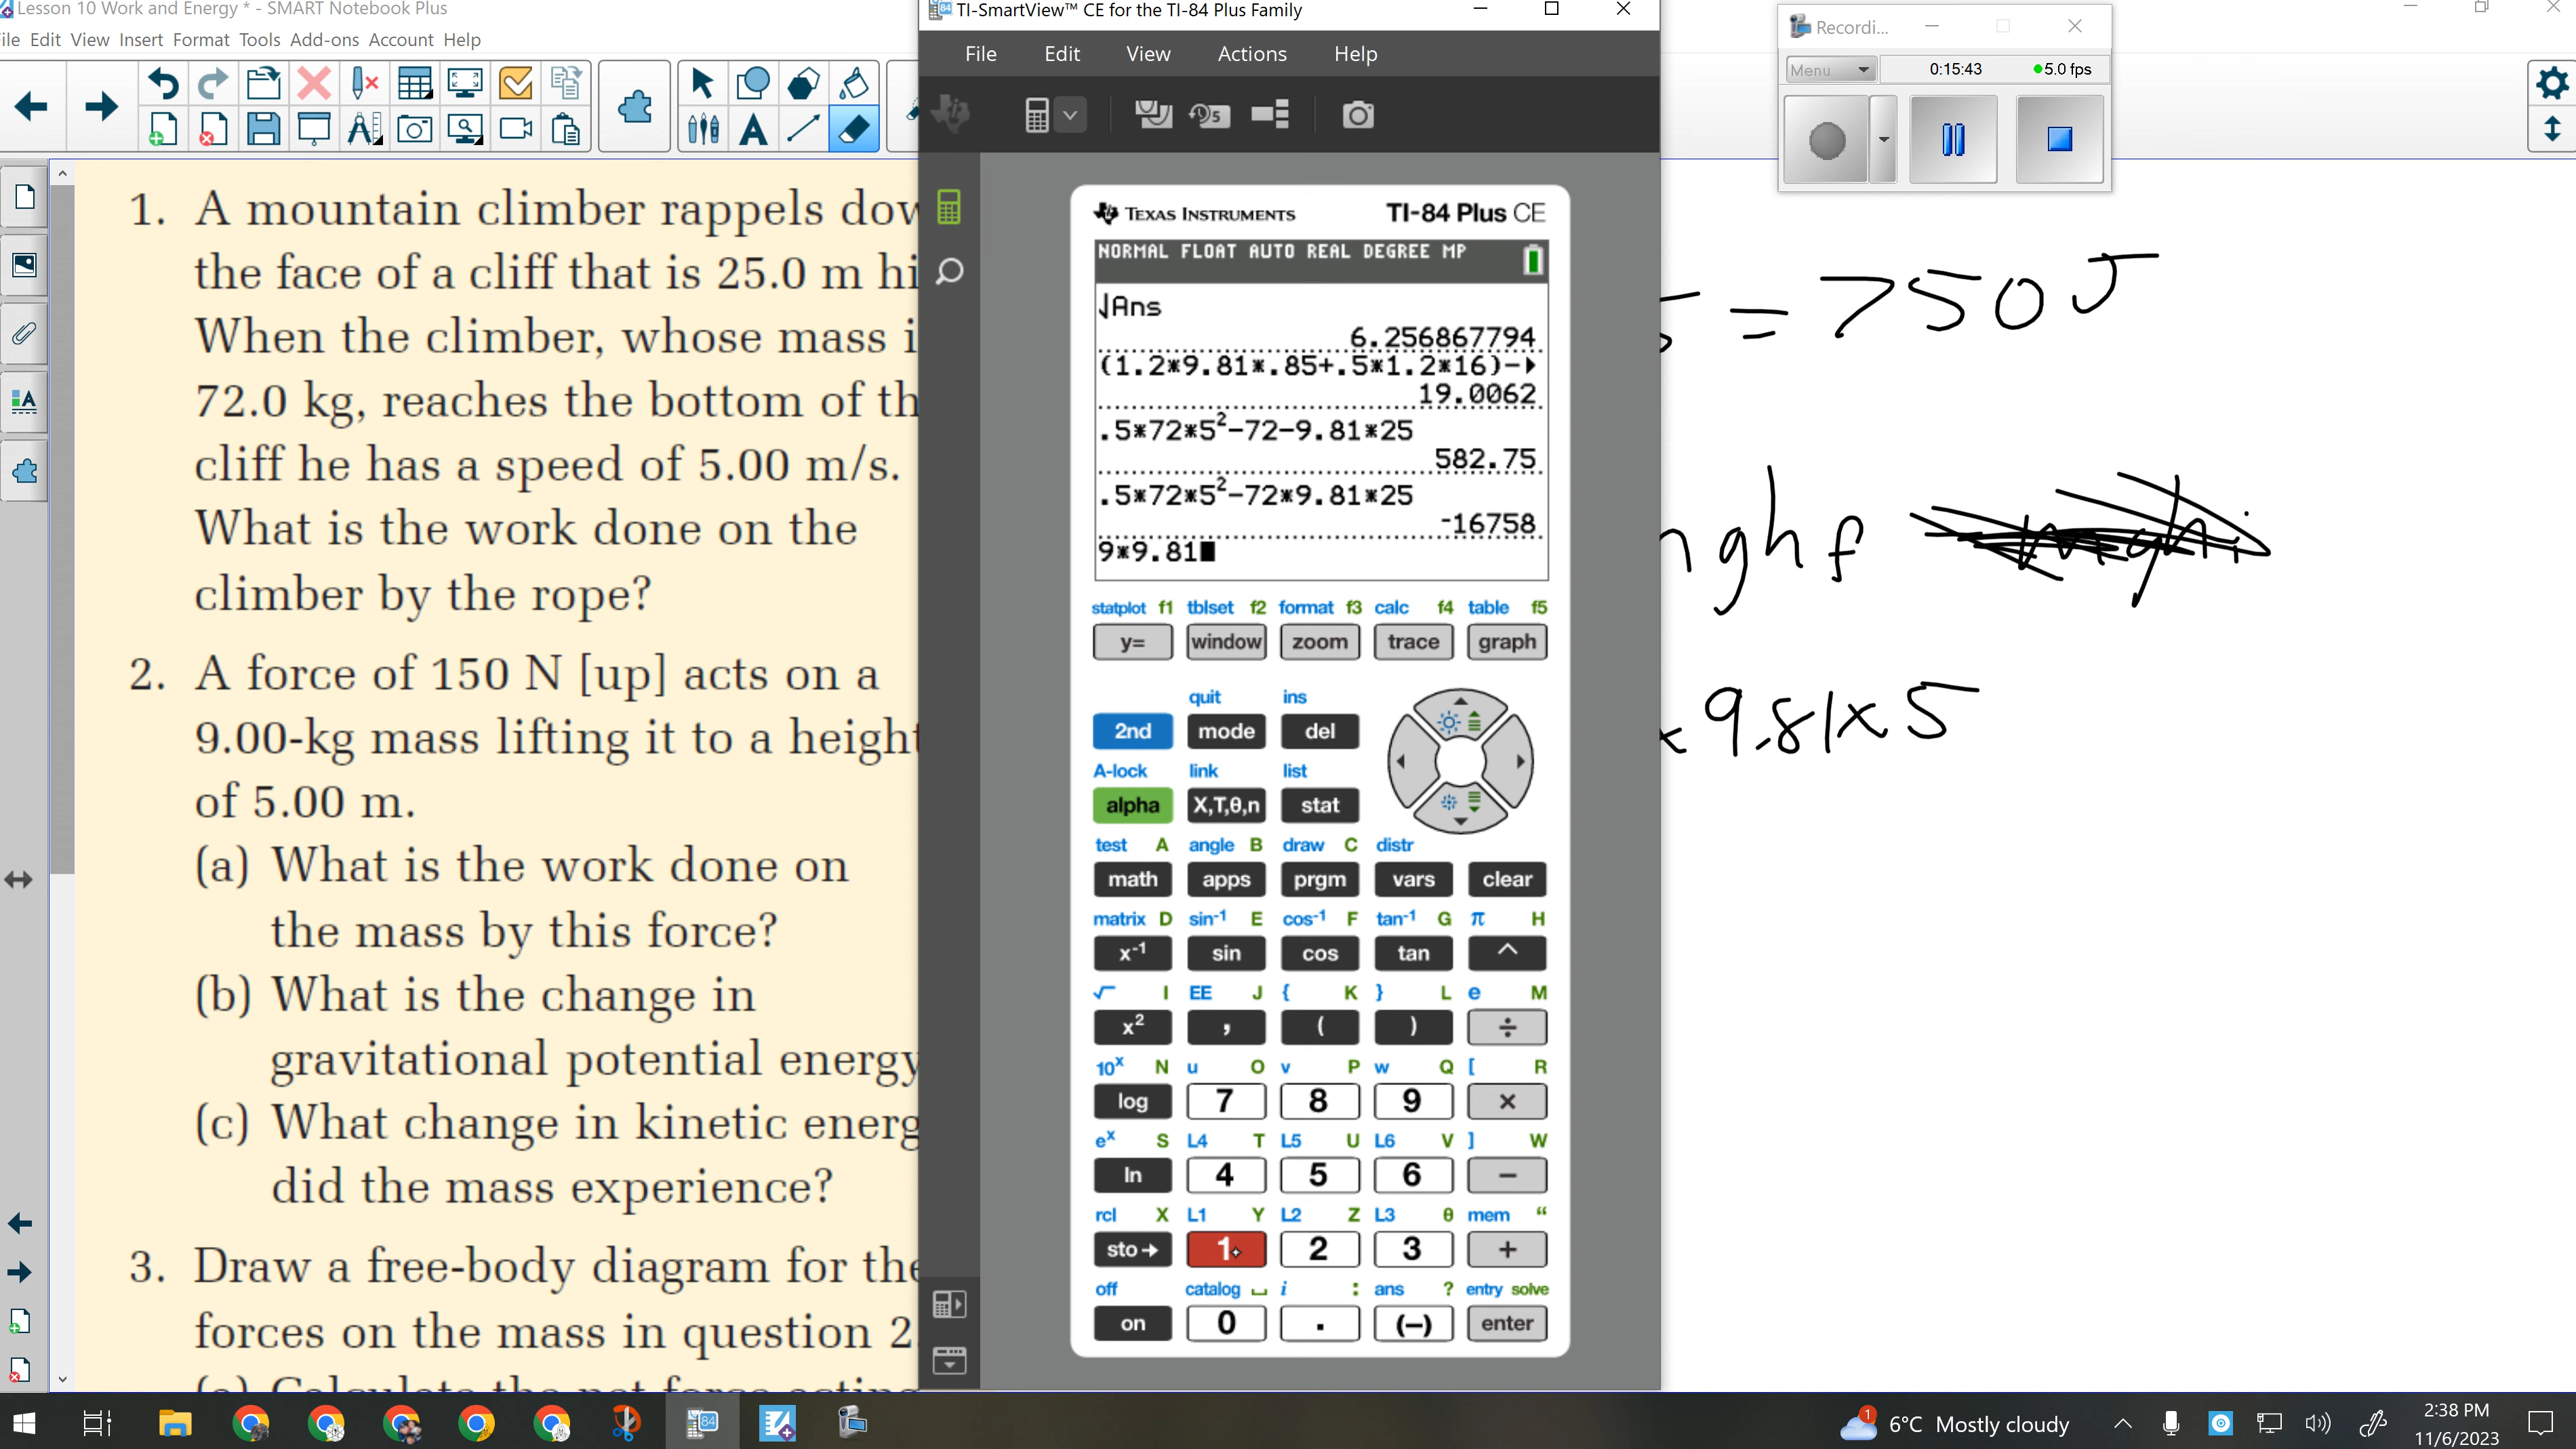 Lesson 10 Work and Energy * - SMART Notebook Plus
ile Edit View Insert Format Tools Add-ons Account Help
TI-SmartView™ CE for the TI-84 Plus Family
File Edit View Actions Help
Recordi...
Menu 0:15:43 5.0 fps
1. A mountain climber rappels dow
the face of a cliff that is 25.0 m hi
When the climber, whose mass i
72.0 kg, reaches the bottom of th
cliff he has a speed of 5.00 m/s.
What is the work done on the
climber by the rope?
2. A force of 150 N [up] acts on a
9.00-kg mass lifting it to a height
of 5.00 m.
(a) What is the work done on
the mass by this force?
(b) What is the change in
gravitational potential energy
(c) What change in kinetic energ
did the mass experience?
3. Draw a free-body diagram for the
forces on the mass in question 2.
(a) Calculate the net force acting
TEXAS INSTRUMENTS TI-84 Plus CE
NORMAL FLOAT AUTO REAL DEGREE MP
√Ans
6.256867794
(1.2*9.81*.85+.5*1.2*16)-
19.0062
.5*72*5²-72-9.81*25
582.75
.5*72*5²-72*9.81*25
-16758
9*9.81
statplot f1 tblset f2 format f3 calc f4 table f5
y= window zoom trace graph
quit ins
2nd mode del
A-lock link list
alpha X,T,θ,n stat
test A angle B draw C distr
math apps prgm vars clear
matrix D sin⁻¹ E cos⁻¹ F tan⁻¹ G π H
x⁻¹ sin cos tan ^
√ I EE J { K } L e M
x² , ( ) ÷
10ˣ N u O v P w Q [ R
log 7 8 9 ×
eˣ S L4 T L5 U L6 V ] W
ln 4 5 6 −
rcl X L1 Y L2 Z L3 θ mem "
sto→ 1 2 3 +
off catalog ⎵ i : ans ? entry solve
on 0 . (−) enter
= 750 J
mghf
x 9.81 x 5
84
1
6°C Mostly cloudy
2:38 PM
11/6/2023